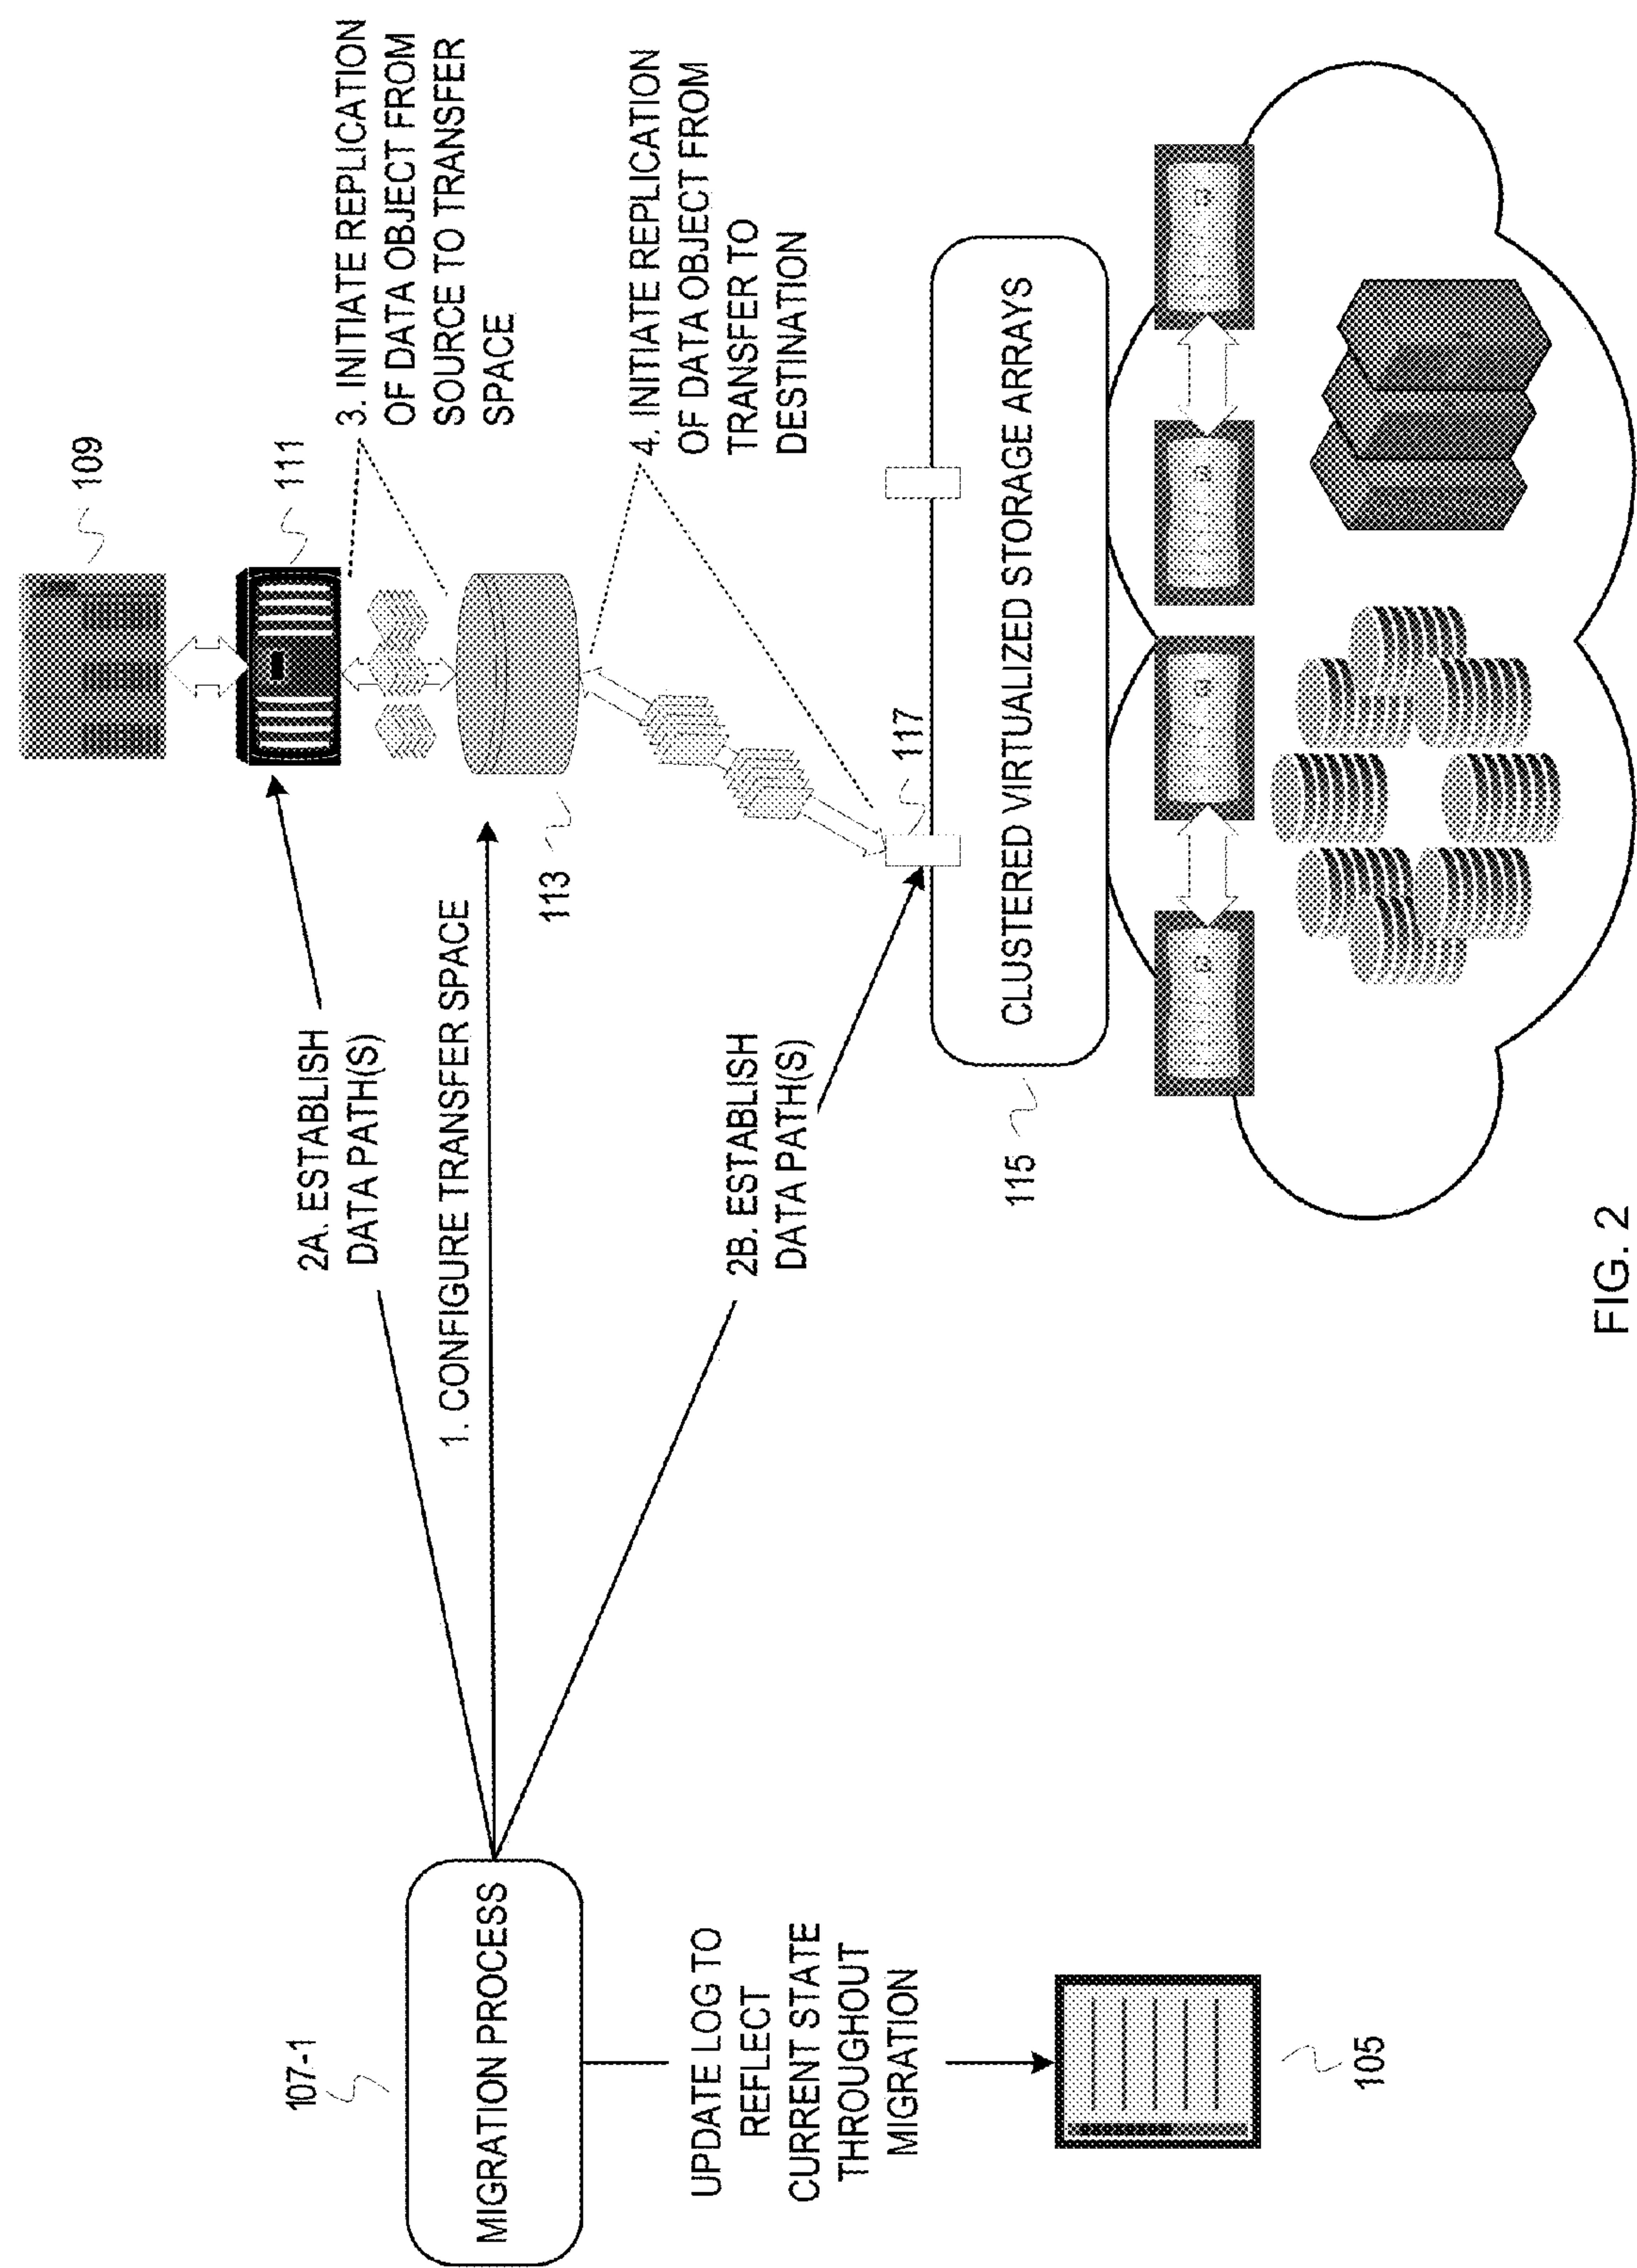 109
111
3. INITIATE REPLICATION
OF DATA OBJECT FROM
SOURCE TO TRANSFER
SPACE
2A. ESTABLISH
DATA PATH(S)
107-1
MIGRATION PROCESS
1. CONFIGURE TRANSFER SPACE
113
4. INITIATE REPLICATION
OF DATA OBJECT FROM
TRANSFER TO
DESTINATION
UPDATE LOG TO
REFLECT
CURRENT STATE
THROUGHOUT
MIGRATION
2B. ESTABLISH
DATA PATH(S)
117
115
CLUSTERED VIRTUALIZED STORAGE ARRAYS
105
FIG. 2